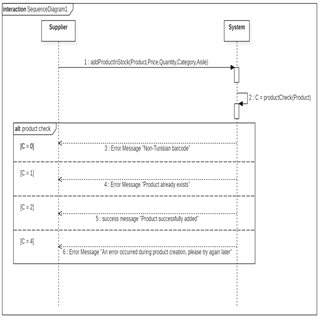 interaction SequenceDiagram1
Supplier
System
1 : addProductInStock(Product,Price,Quantity,Category,Aisle)
2 : C = productCheck(Product)
alt product check
[C = 0]
3 : Error Message "Non-Tunisian barcode"
[C = 1]
4 : Error Message "Product already exists"
[C = 2]
5 : success message "Product successfully added"
[C = 4]
6 : Error Message "An error occurred during product creation, please try again later"